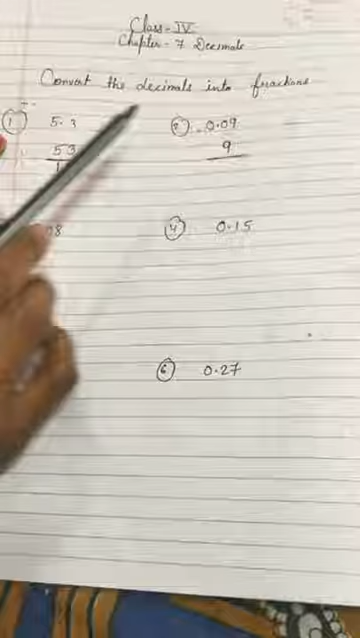 Class - IV
Chapter - 7 Decimals
Convert the decimals into fractions
① 5.3
53
② 0.09
9
08
④ 0.15
⑥ 0.27